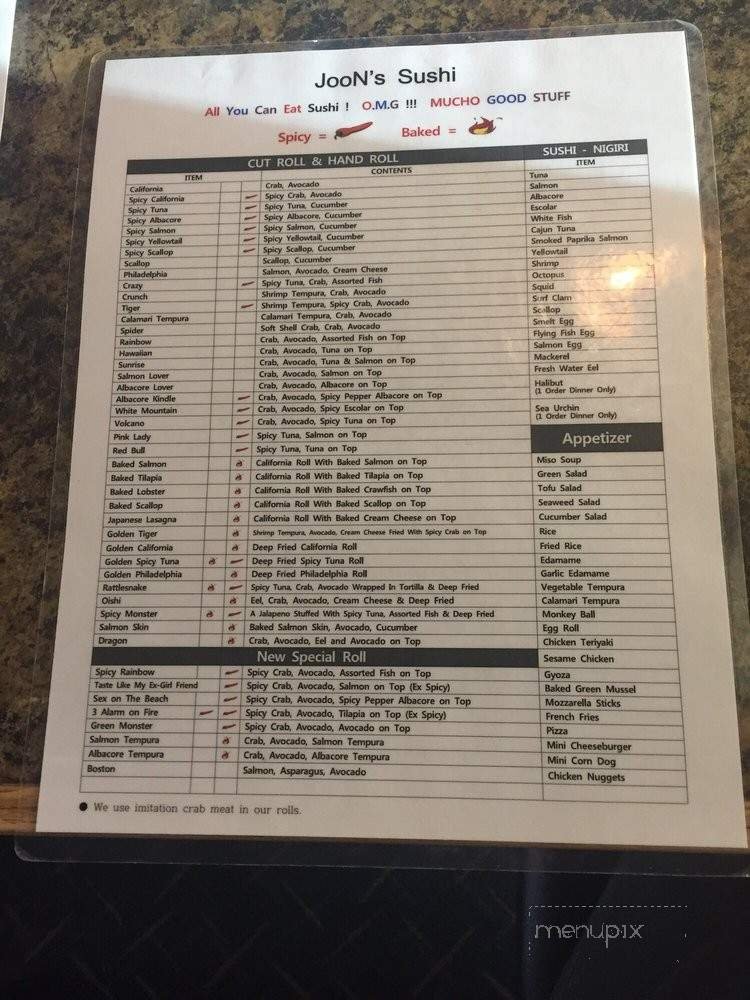 JooN's Sushi
All You Can Eat Sushi ! O.M.G !!! MUCHO GOOD STUFF
Spicy = Baked =
CUT ROLL & HAND ROLL
ITEM CONTENTS
California Crab, Avocado
Spicy California Spicy Crab, Avocado
Spicy Tuna Spicy Tuna, Cucumber
Spicy Albacore Spicy Albacore, Cucumber
Spicy Salmon Spicy Salmon, Cucumber
Spicy Yellowtail Spicy Yellowtail, Cucumber
Spicy Scallop Spicy Scallop, Cucumber
Scallop Scallop, Cucumber
Philadelphia Salmon, Avocado, Cream Cheese
Crazy Spicy Tuna, Crab, Assorted Fish
Crunch Shrimp Tempura, Crab, Avocado
Tiger Shrimp Tempura, Spicy Crab, Avocado
Calamari Tempura Calamari Tempura, Crab, Avocado
Spider Soft Shell Crab, Crab, Avocado
Rainbow Crab, Avocado, Assorted Fish on Top
Hawaiian Crab, Avocado, Tuna on Top
Sunrise Crab, Avocado, Tuna & Salmon on Top
Salmon Lover Crab, Avocado, Salmon on Top
Albacore Lover Crab, Avocado, Albacore on Top
Albacore Kindle Crab, Avocado, Spicy Pepper Albacore on Top
White Mountain Crab, Avocado, Spicy Escolar on Top
Volcano Crab, Avocado, Spicy Tuna on Top
Pink Lady Spicy Tuna, Salmon on Top
Red Bull Spicy Tuna, Tuna on Top
Baked Salmon California Roll With Baked Salmon on Top
Baked Tilapia California Roll With Baked Tilapia on Top
Baked Lobster California Roll With Baked Crawfish on Top
Baked Scallop California Roll With Baked Scallop on Top
Japanese Lasagna California Roll With Baked Cream Cheese on Top
Golden Tiger Shrimp Tempura, Avocado, Cream Cheese Fried With Spicy Crab on Top
Golden California Deep Fried California Roll
Golden Spicy Tuna Deep Fried Spicy Tuna Roll
Golden Philadelphia Deep Fried Philadelphia Roll
Rattlesnake Spicy Tuna, Crab, Avocado Wrapped In Tortilla & Deep Fried
Oishi Eel, Crab, Avocado, Cream Cheese & Deep Fried
Spicy Monster A Jalapeno Stuffed With Spicy Tuna, Assorted Fish & Deep Fried
Salmon Skin Baked Salmon Skin, Avocado, Cucumber
Dragon Crab, Avocado, Eel and Avocado on Top
New Special Roll
Spicy Rainbow Spicy Crab, Avocado, Assorted Fish on Top
Taste Like My Ex-Girl Friend Spicy Crab, Avocado, Salmon on Top (Ex Spicy)
Sex on The Beach Spicy Crab, Avocado, Spicy Pepper Albacore on Top
3 Alarm on Fire Spicy Crab, Avocado, Tilapia on Top (Ex Spicy)
Green Monster Spicy Crab, Avocado, Avocado on Top
Salmon Tempura Crab, Avocado, Salmon Tempura
Albacore Tempura Crab, Avocado, Albacore Tempura
Boston Salmon, Asparagus, Avocado
● We use imitation crab meat in our rolls.
SUSHI - NIGIRI
ITEM
Tuna
Salmon
Albacore
Escolar
White Fish
Cajun Tuna
Smoked Paprika Salmon
Yellowtail
Shrimp
Octopus
Squid
Surf Clam
Scallop
Smelt Egg
Flying Fish Egg
Salmon Egg
Mackerel
Fresh Water Eel
Halibut
(1 Order Dinner Only)
Sea Urchin
(1 Order Dinner Only)
Appetizer
Miso Soup
Green Salad
Tofu Salad
Seaweed Salad
Cucumber Salad
Rice
Fried Rice
Edamame
Garlic Edamame
Vegetable Tempura
Calamari Tempura
Monkey Ball
Egg Roll
Chicken Teriyaki
Sesame Chicken
Gyoza
Baked Green Mussel
Mozzarella Sticks
French Fries
Pizza
Mini Cheeseburger
Mini Corn Dog
Chicken Nuggets
menupix